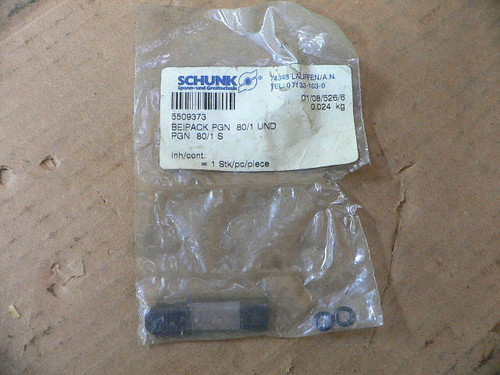 SCHUNK
Spann- und Greiftechnik
74348 LAUFFEN/A.N.
TEL. 07133-103-0
01/08/526/8
0,024 kg
5509373
BEIPACK PGN 80/1 UND
PGN 80/1 S
Inh/cont.
= 1 Stk/pc/piece